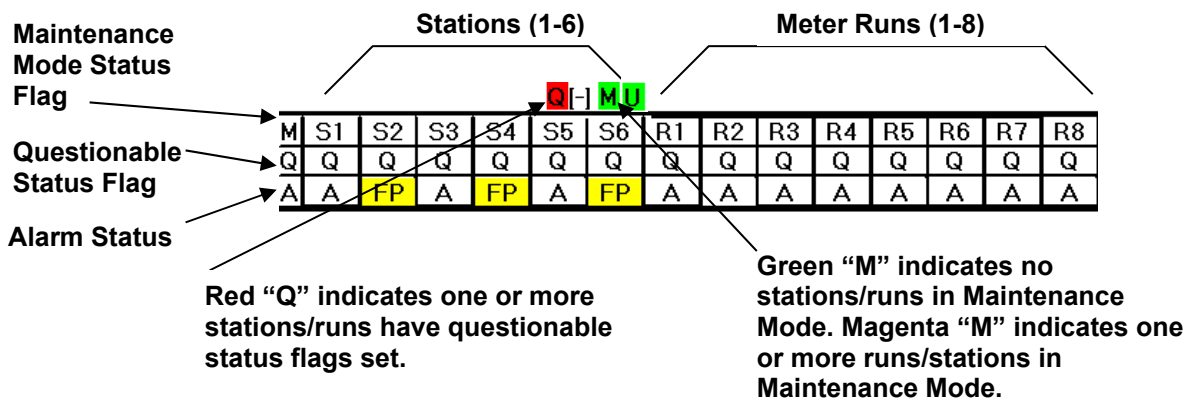 Stations (1-6)
Meter Runs (1-8)
Maintenance
Mode Status
Flag
Q [-] M U
M S1 S2 S3 S4 S5 S6 R1 R2 R3 R4 R5 R6 R7 R8
Q Q Q Q Q Q Q Q Q Q Q Q Q Q Q
A A FP A FP A FP A A A A A A A A
Questionable
Status Flag
Alarm Status
Red “Q” indicates one or more
stations/runs have questionable
status flags set.
Green “M” indicates no
stations/runs in Maintenance
Mode. Magenta “M” indicates one
or more runs/stations in
Maintenance Mode.